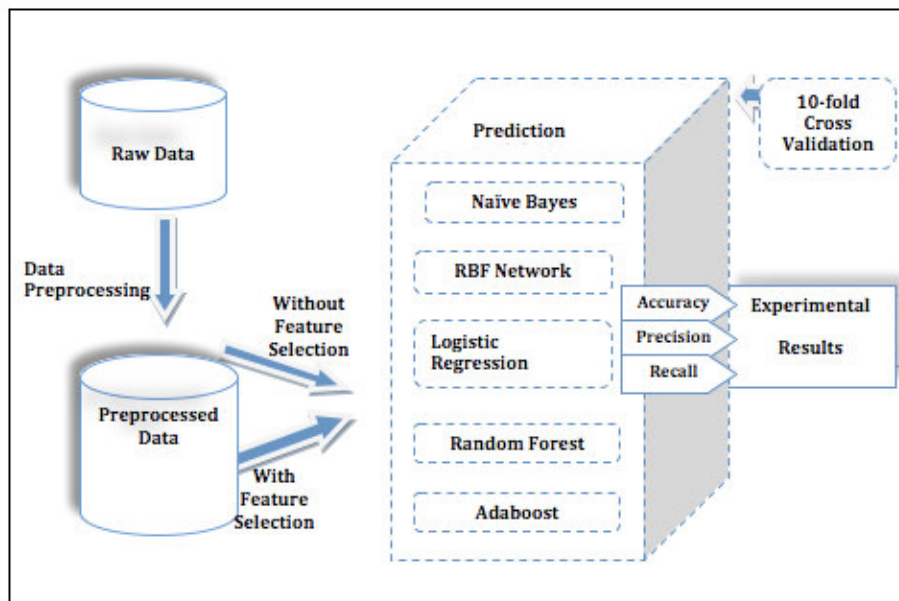 Raw Data
Data
Preprocessing
Preprocessed
Data
Without
Feature
Selection
With
Feature
Selection
Prediction
Naïve Bayes
RBF Network
Logistic
Regression
Random Forest
Adaboost
10-fold
Cross
Validation
Accuracy
Precision
Recall
Experimental
Results